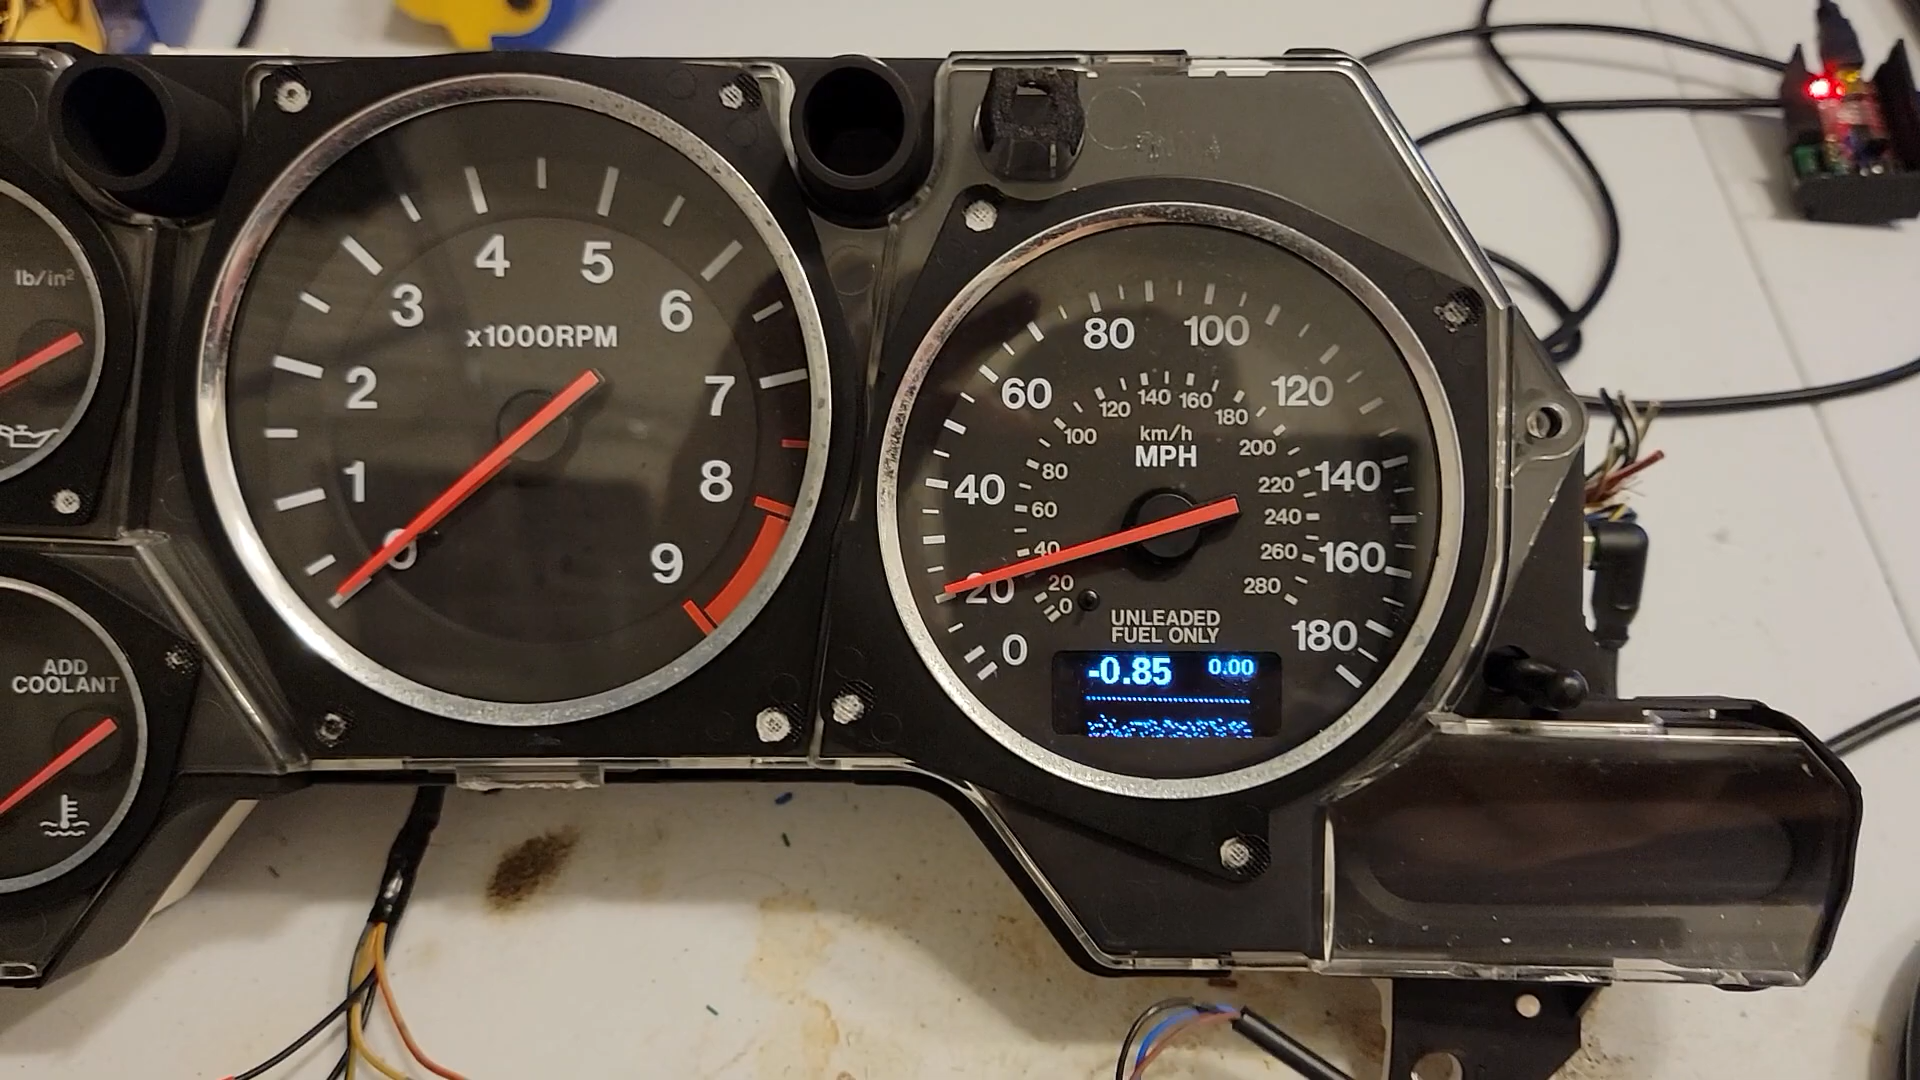 lb/in²
ADD
COOLANT
4 5
3 6
x1000RPM
2 7
1 8
0 9
80 100
60 120
40 140
20 160
0 180
120 140 160 180
100 200
80 220
60 240
40 260
20 280
0
km/h
MPH
UNLEADED
FUEL ONLY
-0.85 0.00